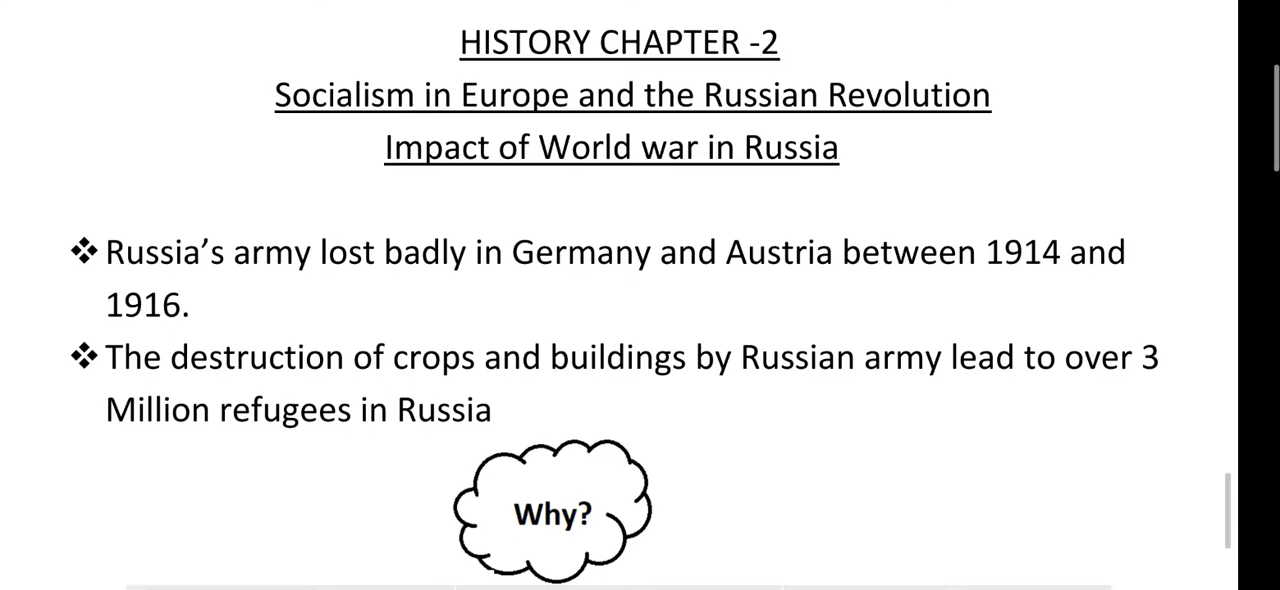 HISTORY CHAPTER -2
Socialism in Europe and the Russian Revolution
Impact of World war in Russia
❖ Russia’s army lost badly in Germany and Austria between 1914 and
1916.
❖ The destruction of crops and buildings by Russian army lead to over 3
Million refugees in Russia
Why?